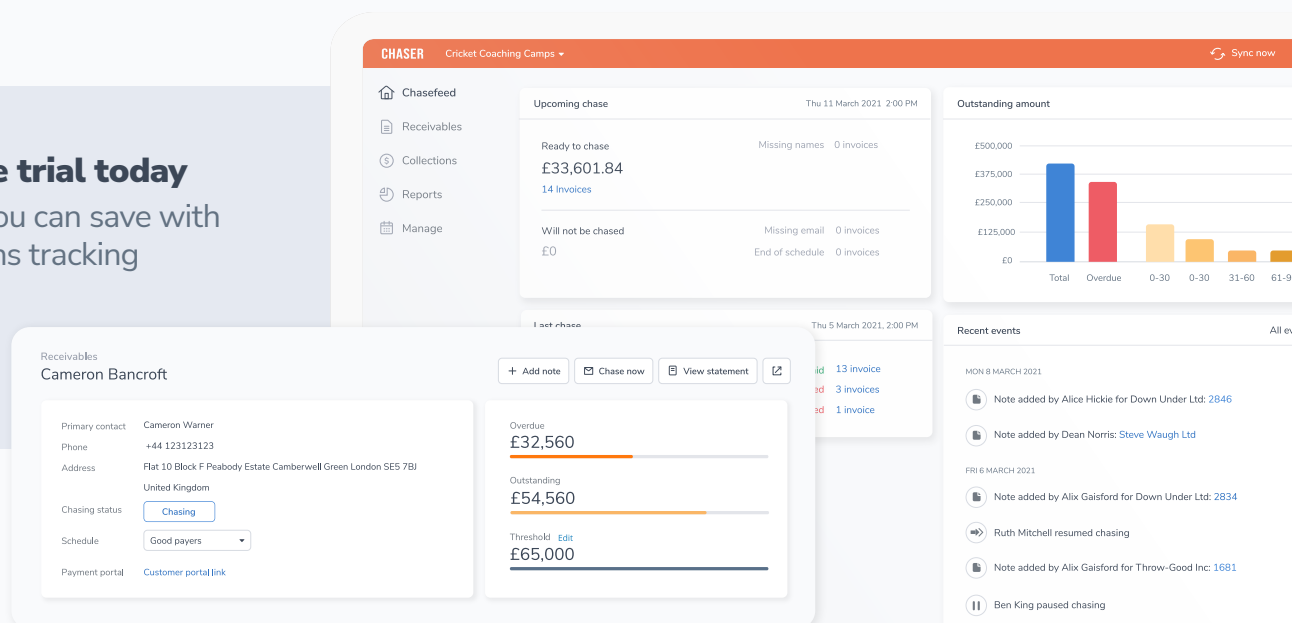 trial today
ou can save with
tracking
CHASER
Cricket Coaching Camps
Sync now
Chasefeed
Receivables
Collections
Reports
Manage
Upcoming chase
Thu 11 March 2021 2:00 PM
Ready to chase
£33,601.84
14 Invoices
Missing names 0 invoices
Will not be chased
£0
Missing email 0 invoices
End of schedule 0 invoices
Outstanding amount
£500,000
£375,000
£250,000
£125,000
£0
Total Overdue 0-30 0-30 31-60 61-9
Last chase
Thu 5 March 2021, 2:00 PM
13 invoice
3 invoices
1 invoice
Recent events
All
MON 8 MARCH 2021
Note added by Alice Hickie for Down Under Ltd: 2846
Note added by Dean Norris: Steve Waugh Ltd
FRI 6 MARCH 2021
Note added by Alix Gaisford for Down Under Ltd: 2834
Ruth Mitchell resumed chasing
Note added by Alix Gaisford for Throw-Good Inc: 1681
Ben King paused chasing
Receivables
Cameron Bancroft
+ Add note
Chase now
View statement
Primary contact Cameron Warner
Phone +44 123123123
Address Flat 10 Block F Peabody Estate Camberwell Green London SE5 7BJ
United Kingdom
Chasing status Chasing
Schedule Good payers
Payment portal Customer portal link
Overdue
£32,560
Outstanding
£54,560
Threshold Edit
£65,000